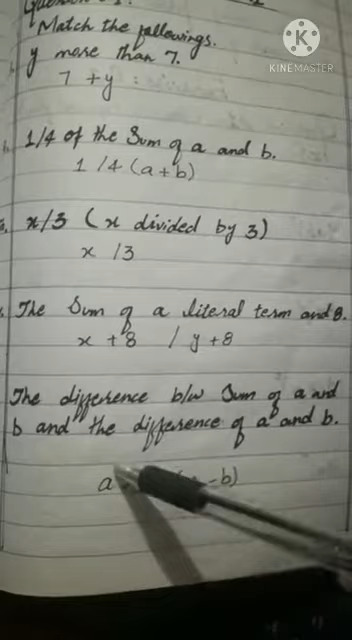 Match the followings.
KINEMASTER
y more than 7.
7 + y :
1/4 of the Sum of a and b.
1/4 (a+b)
x/3 (x divided by 3)
x /3
The Sum of a literal term and 8.
x + 8 / y + 8
The difference b/w Sum of a and
b and the difference of a and b.
a - b)